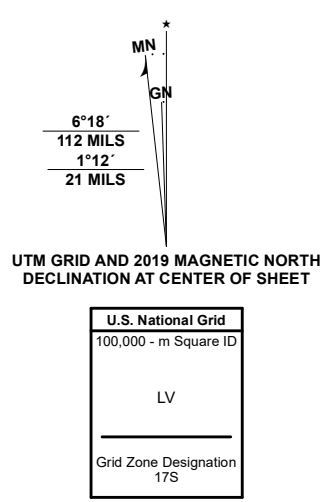 MN
GN
6°18´
112 MILS
1°12´
21 MILS
UTM GRID AND 2019 MAGNETIC NORTH
DECLINATION AT CENTER OF SHEET
U.S. National Grid
100,000 - m Square ID
LV
Grid Zone Designation
17S